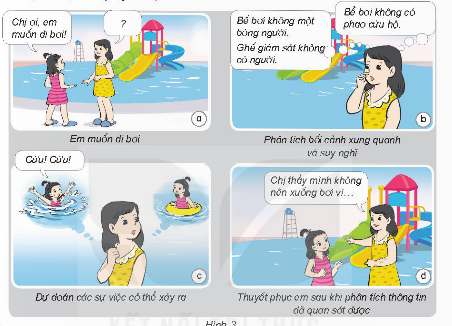 Chị ơi, em
muốn đi bơi!
?
a
Em muốn đi bơi
Bể bơi không một
bóng người.
Ghế giám sát không
có người.
Bể bơi không có
phao cứu hộ.
b
Phân tích bối cảnh xung quanh
và suy nghĩ
Cứu! Cứu!
c
Dự đoán các sự việc có thể xảy ra
Chị thấy mình không
nên xuống bơi vì...
d
Thuyết phục em sau khi phân tích thông tin
đã quan sát được
Hình 3